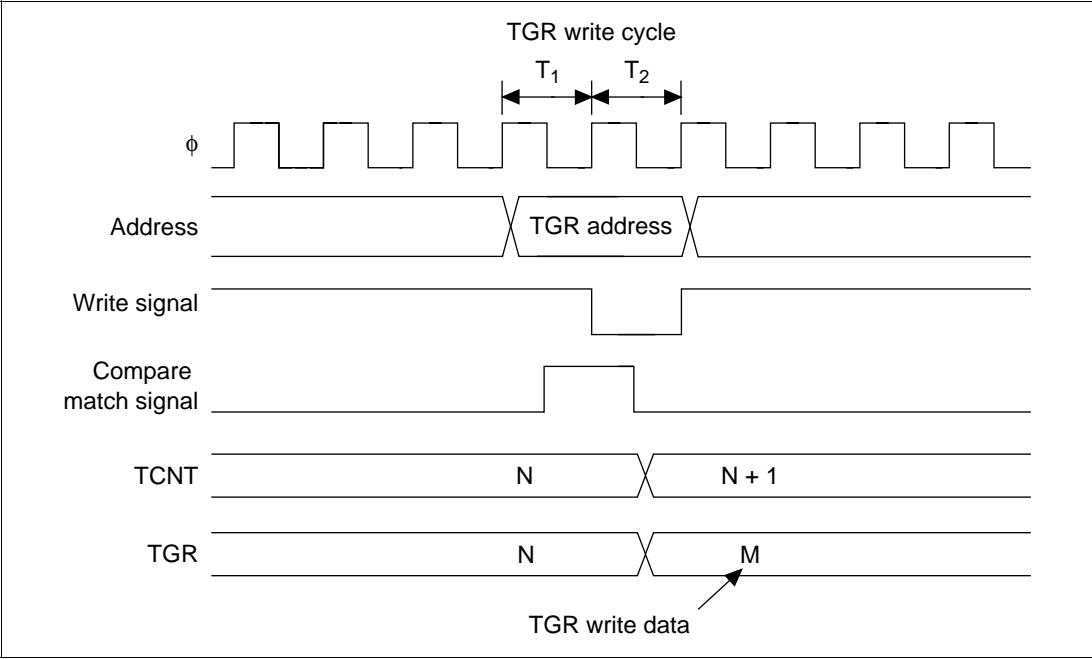 TGR write cycle
T1 T2
ϕ
Address TGR address
Write signal
Compare
match signal
TCNT N N + 1
TGR N M
TGR write data